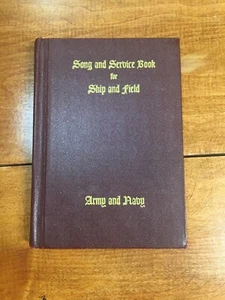 Song and Service Book
for
Ship and Field
Army and Navy